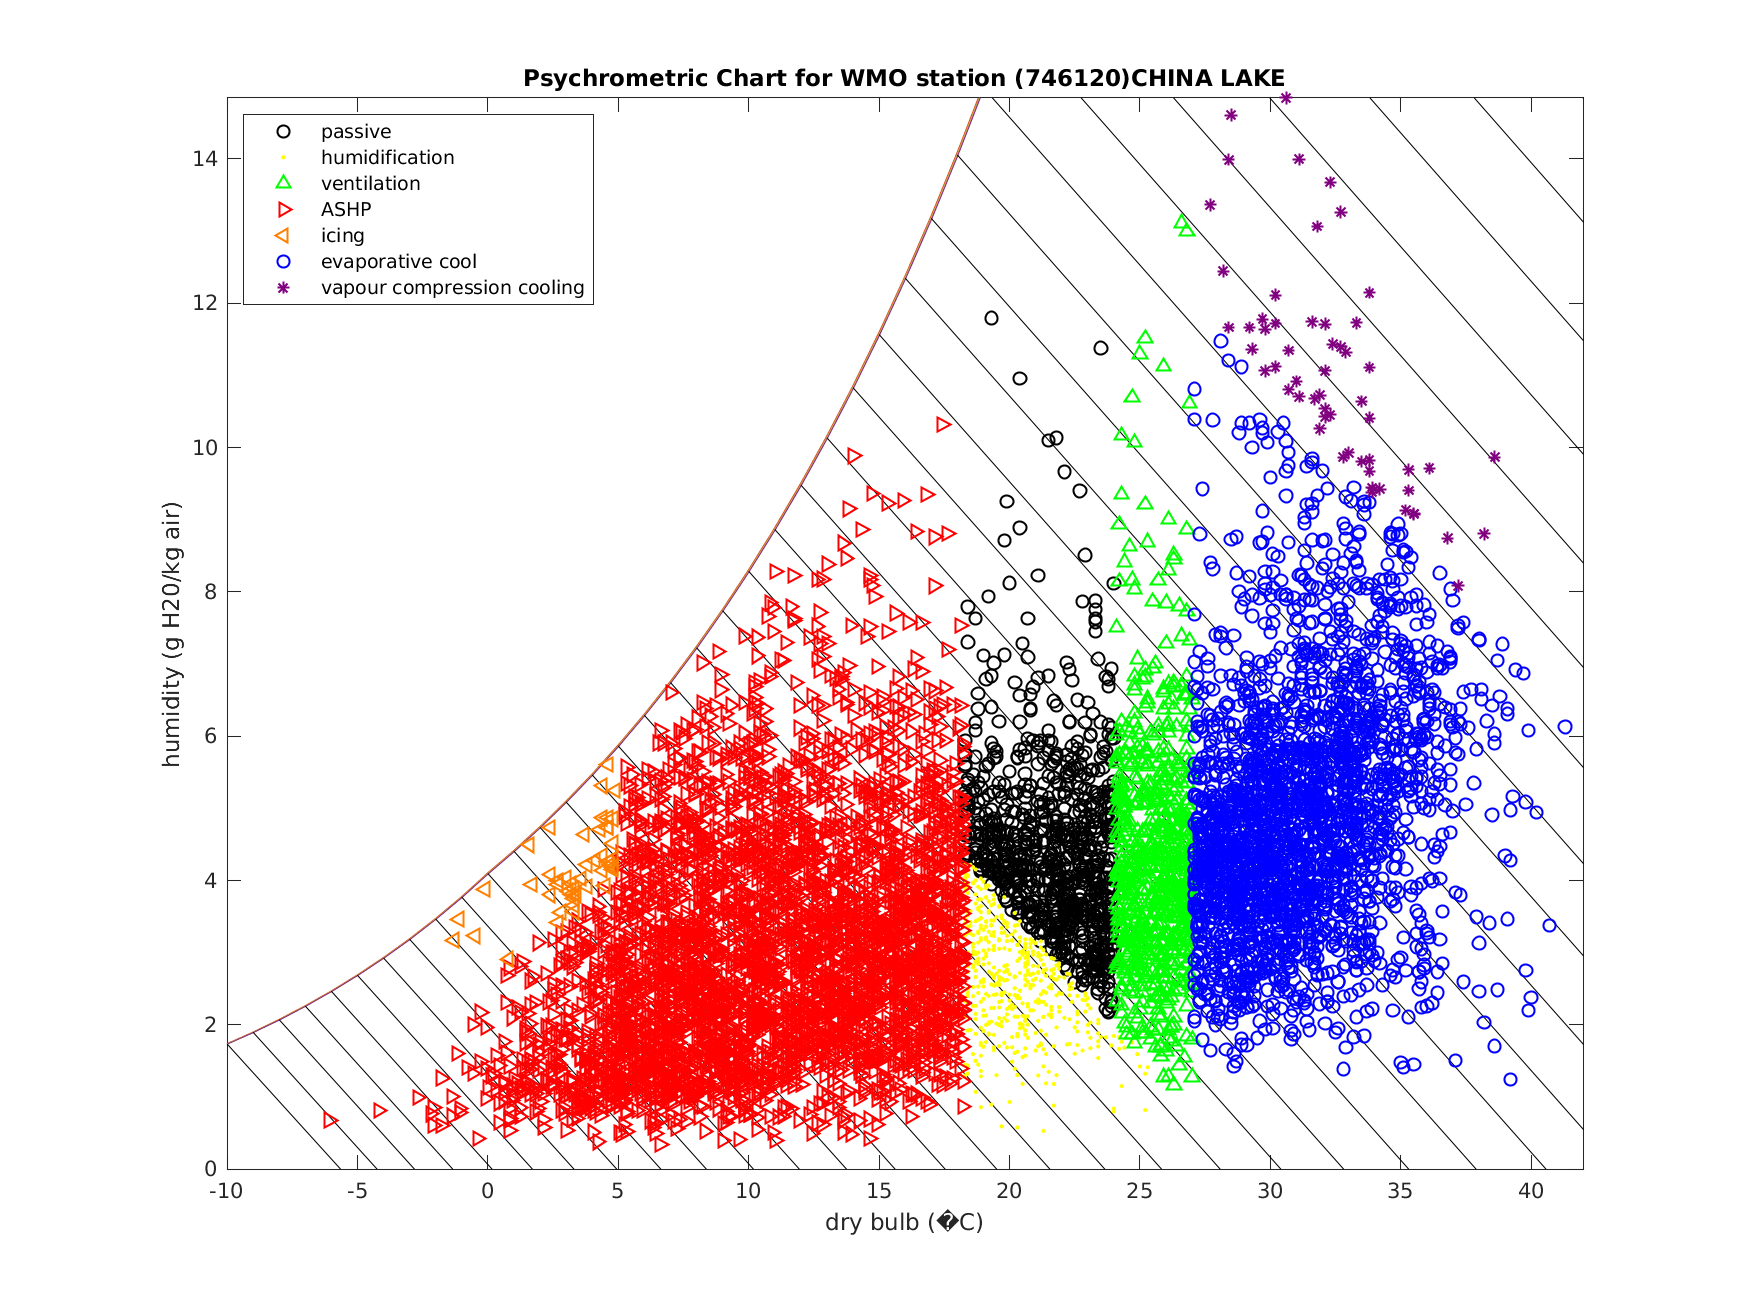 Psychrometric Chart for WMO station (746120)CHINA LAKE
passive
humidification
ventilation
ASHP
icing
evaporative cool
vapour compression cooling
humidity (g H20/kg air)
14
12
10
8
6
4
2
0
-10 -5 0 5 10 15 20 25 30 35 40
dry bulb (�C)